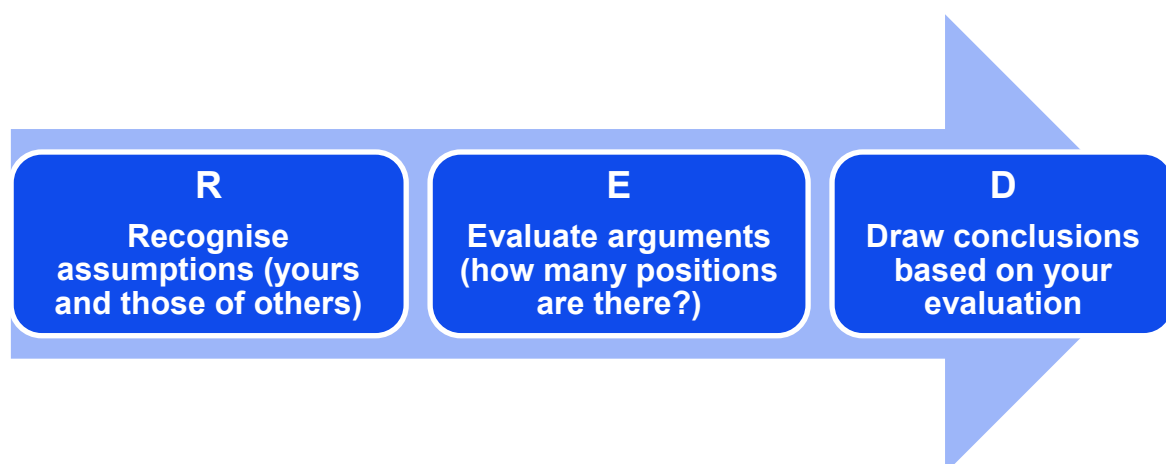 R
Recognise
assumptions (yours
and those of others)
E
Evaluate arguments
(how many positions
are there?)
D
Draw conclusions
based on your
evaluation